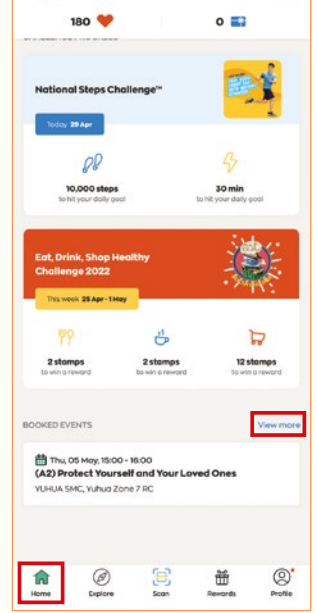 180 0
National Steps Challenge™
Today 29 Apr
10,000 steps 30 min
to hit your daily goal to hit your daily goal
Eat, Drink, Shop Healthy
Challenge 2022
This week 25 Apr - 1 May
2 stamps 2 stamps 12 stamps
to win a reward to win a reward to win a reward
BOOKED EVENTS View more
Thu, 05 May, 15:00 - 16:00
(A2) Protect Yourself and Your Loved Ones
YUHUA SMC, Yuhua Zone 7 RC
Home Explore Scan Rewards Profile